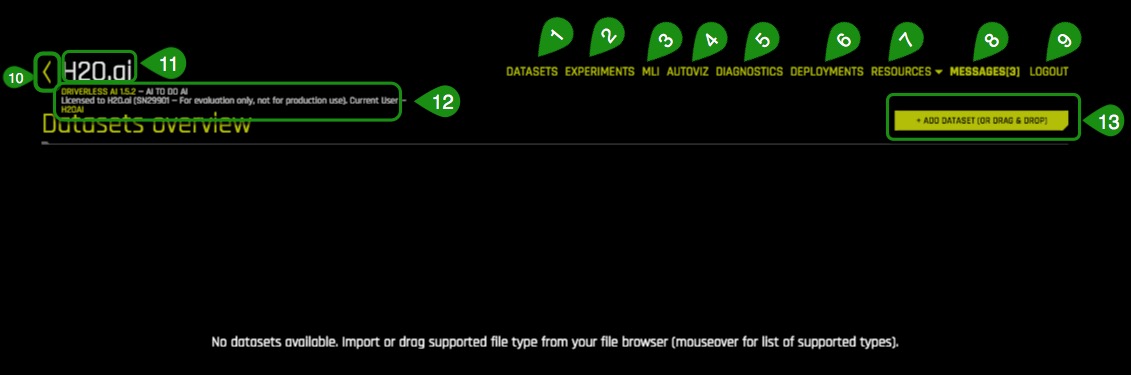 1 2 3 4 5 6 7 8 9
10 H2O.ai 11
DATASETS EXPERIMENTS MLI AUTOVIZ DIAGNOSTICS DEPLOYMENTS RESOURCES MESSAGES[3] LOGOUT
DRIVERLESS AI 1.5.2 – AI TO DO AI
Licensed to H2O.ai (SN29901 – For evaluation only, not for production use). Current User –
H2OAI
12
Datasets overview
+ ADD DATASET (OR DRAG & DROP)
13
No datasets available. Import or drag supported file type from your file browser (mouseover for list of supported types).